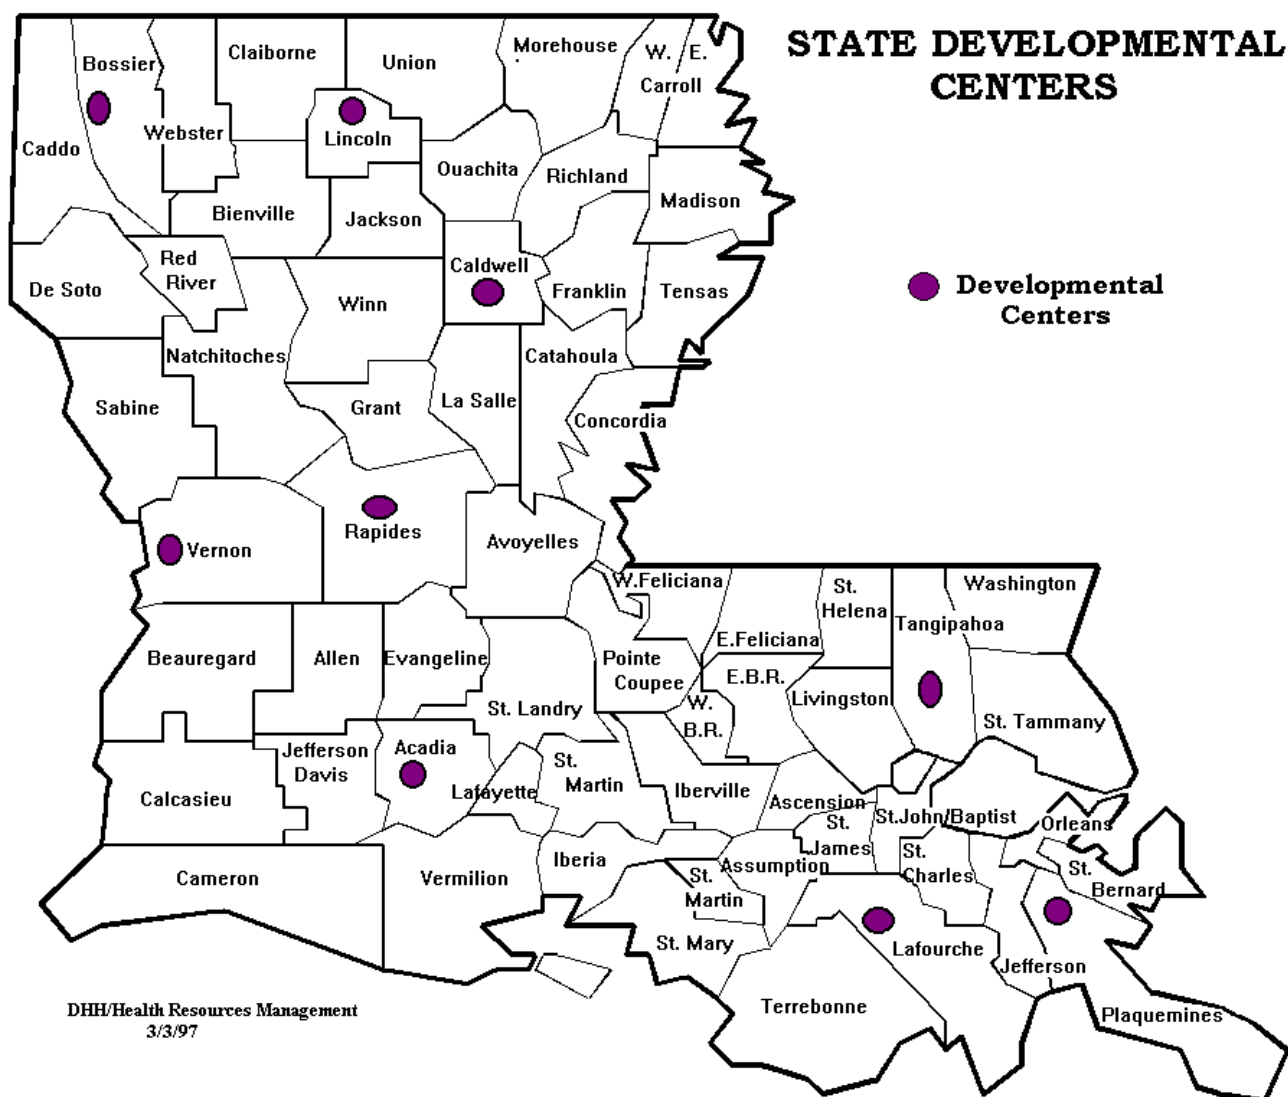 STATE DEVELOPMENTAL
CENTERS
Claiborne
Union
Morehouse
W. E.
Carroll
Bossier
Webster
Lincoln
Caddo
Ouachita
Richland
Madison
Bienville
Jackson
Red
River
Caldwell
De Soto
Winn
Franklin
Tensas
Developmental
Centers
Natchitoches
Catahoula
Sabine
Grant
La Salle
Concordia
Rapides
Vernon
Avoyelles
W.Feliciana
St.
Helena
Washington
Tangipahoa
E.Feliciana
Beauregard
Allen
Evangeline
Pointe
Coupee
E.B.R.
W.
B.R.
Livingston
St. Landry
St. Tammany
Jefferson
Davis
Acadia
St.
Martin
Lafayette
Iberville
Calcasieu
Ascension
St.John/Baptist
Orleans
St.
James
Iberia
Assumption
St.
Charles
St.
Bernard
Cameron
Vermilion
St.
Martin
St. Mary
Lafourche
Jefferson
Terrebonne
Plaquemines
DHH/Health Resources Management
3/3/97